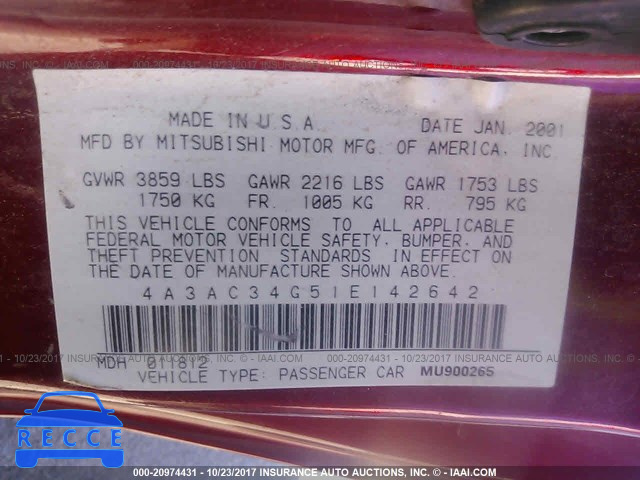 MADE IN U.S.A. DATE JAN. 2001
MFD BY MITSUBISHI MOTOR MFG. OF AMERICA, INC.
GVWR 3859 LBS GAWR 2216 LBS GAWR 1753 LBS
1750 KG FR. 1005 KG RR. 795 KG
THIS VEHICLE CONFORMS TO ALL APPLICABLE
FEDERAL MOTOR VEHICLE SAFETY, BUMPER, AND
THEFT PREVENTION STANDARDS IN EFFECT ON
THE DATE OF MANUFACTURE SHOWN ABOVE.
4A3AC34G51E142642
MDH 011812
VEHICLE TYPE: PASSENGER CAR MU900265
RECCE
000-20974431 - 10/23/2017 INSURANCE AUTO AUCTIONS, INC. - © IAAI.COM